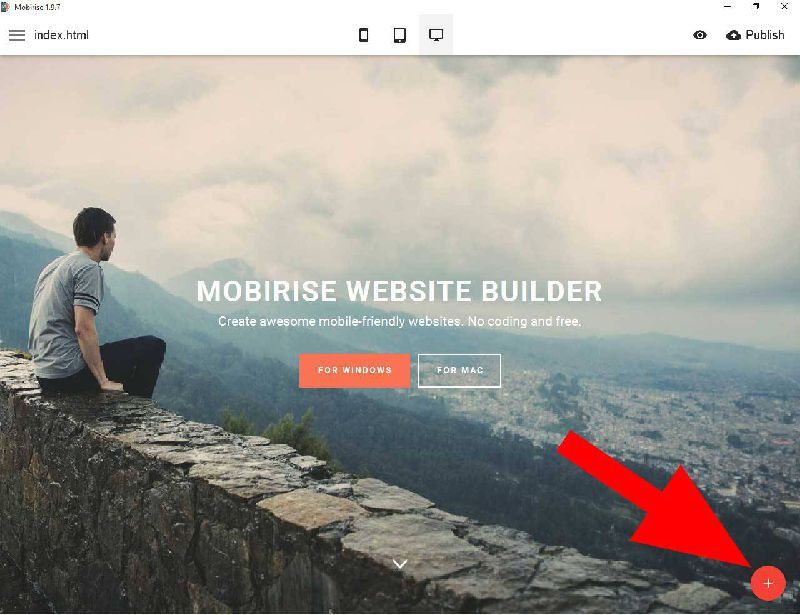 Mobirise 1.9.7
index.html
Publish
MOBIRISE WEBSITE BUILDER
Create awesome mobile-friendly websites. No coding and free.
FOR WINDOWS
FOR MAC